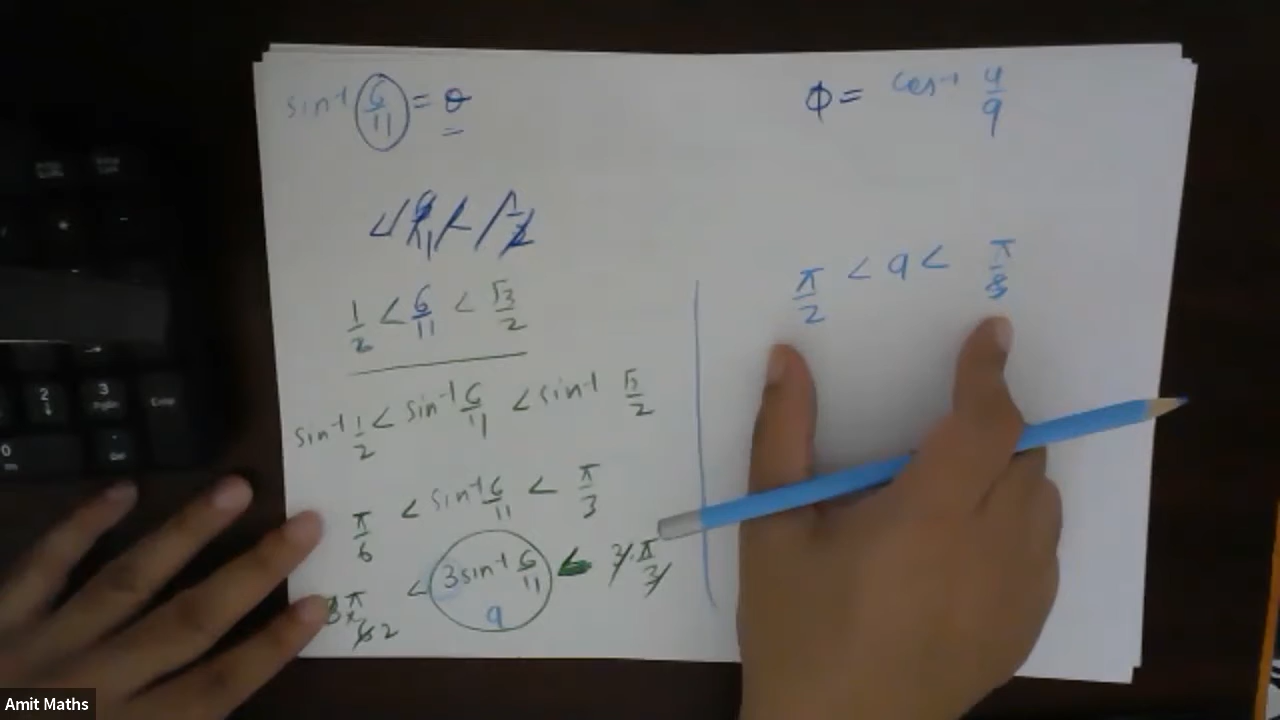 sin⁻¹ 6/11 = θ
1/2 < 6/11 < √3/2
sin⁻¹ 1/2 < sin⁻¹ 6/11 < sin⁻¹ √3/2
π/6 < sin⁻¹ 6/11 < π/3
< 3 sin⁻¹ 6/11 <
a
ϕ = cos⁻¹ 4/9
π/2 < a <
Amit Maths